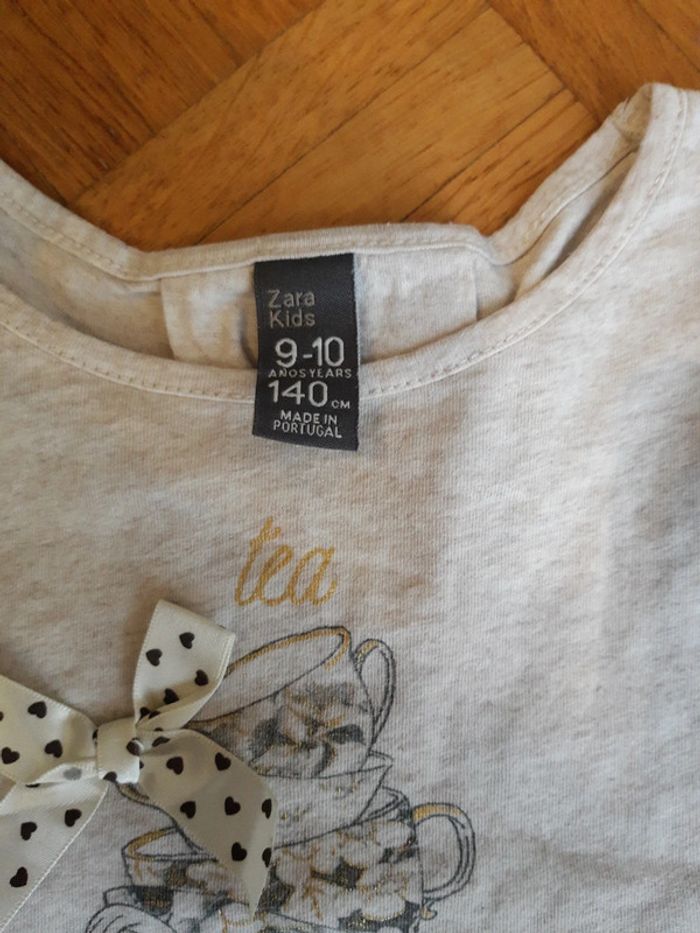 Zara
Kids
9-10
AÑOS YEARS
140 CM
MADE IN
PORTUGAL
tea